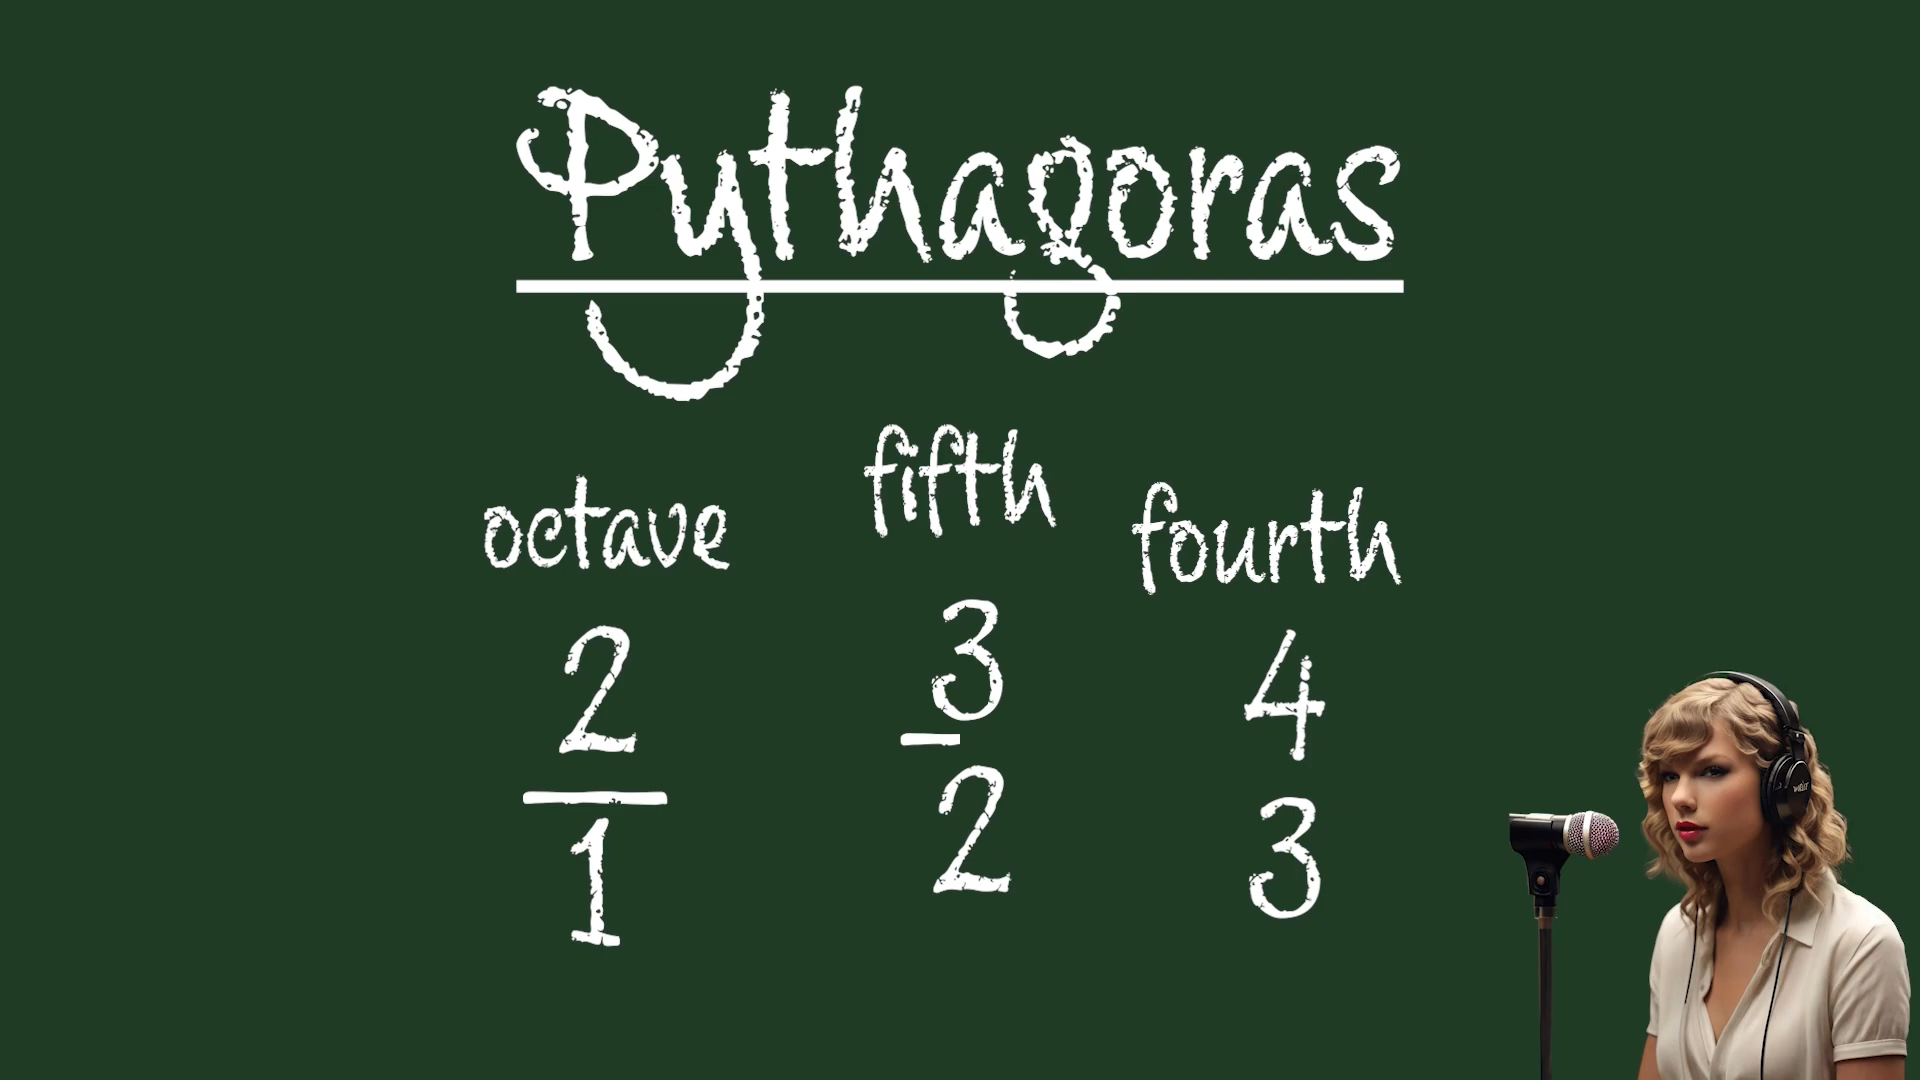 Pythagoras
octave fifth fourth
2 3 4
1 2 3